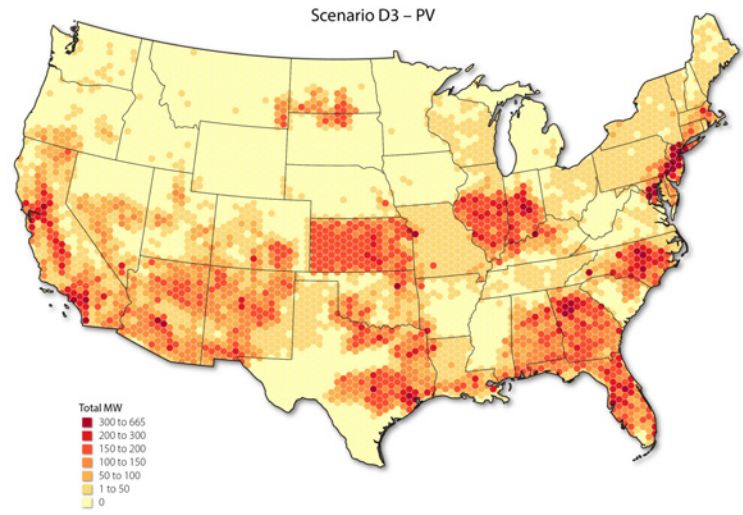 Scenario D3 – PV
Total MW
300 to 665
200 to 300
150 to 200
100 to 150
50 to 100
1 to 50
0